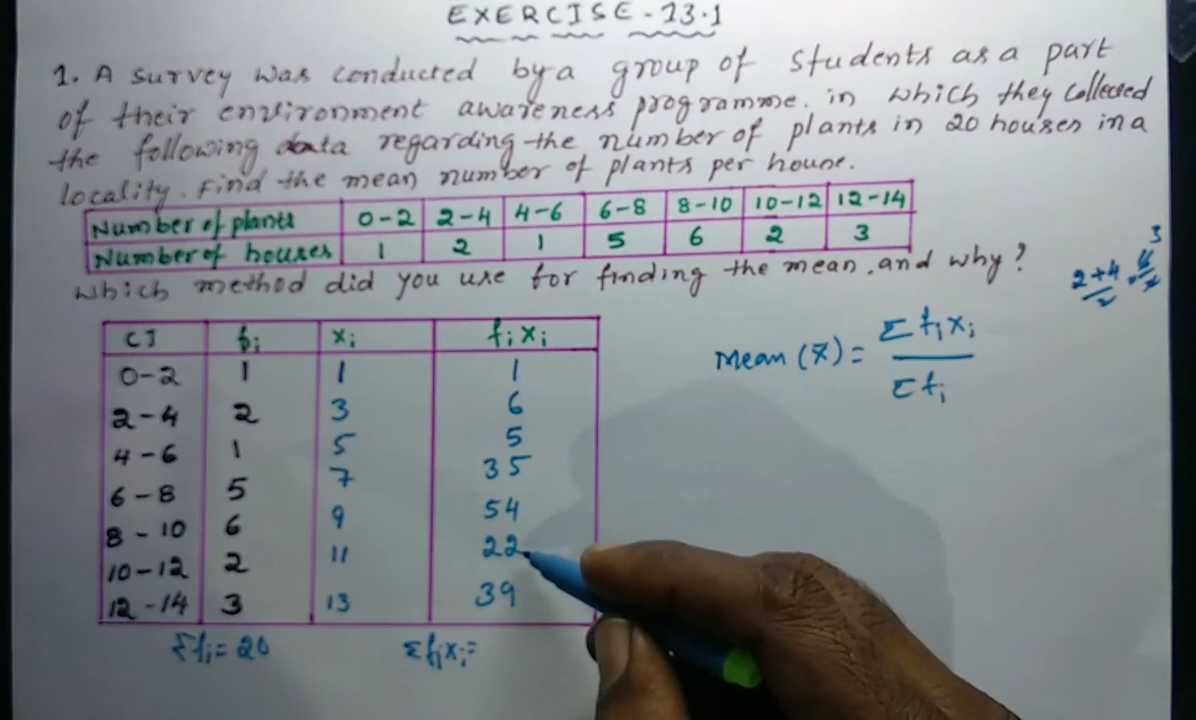 EXERCISE-13.1
1. A survey was conducted by a group of students as a part
of their environment awareness programme. in which they collected
the following data regarding the number of plants in 20 houses in a
locality. Find the mean number of plants per house.
Number of plants 0-2 2-4 4-6 6-8 8-10 10-12 12-14
Number of houses 1 2 1 5 6 2 3
which method did you use for finding the mean, and why?
CI fi xi fixi
0-2 1 1 1
2-4 2 3 6
4-6 1 5 5
6-8 5 7 35
8-10 6 9 54
10-12 2 11 22
12-14 3 13 39
Σfi=20 Σfixi=
Mean (x̄) = Σfixi
Σfi
3
2+4
2